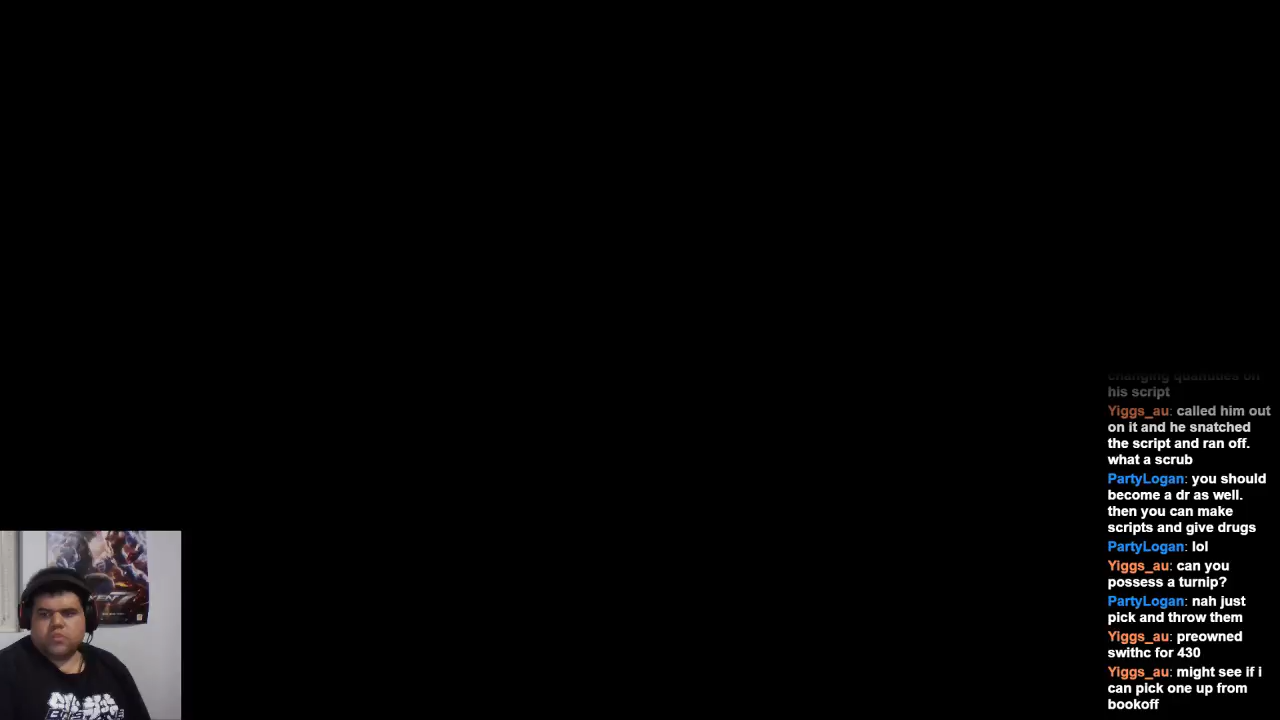 changing quantities on
his script
Yiggs_au: called him out
on it and he snatched
the script and ran off.
what a scrub
PartyLogan: you should
become a dr as well.
then you can make
scripts and give drugs
PartyLogan: lol
Yiggs_au: can you
possess a turnip?
PartyLogan: nah just
pick and throw them
Yiggs_au: preowned
swithc for 430
Yiggs_au: might see if i
can pick one up from
bookoff